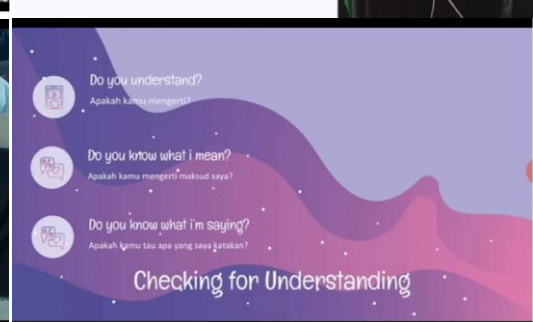 Do you understand?
Apakah kamu mengerti?
Do you know what i mean?
Apakah kamu mengerti maksud saya?
Do you know what i'm saying?
Apakah kamu tau apa yang saya katakan?
Checking for Understanding